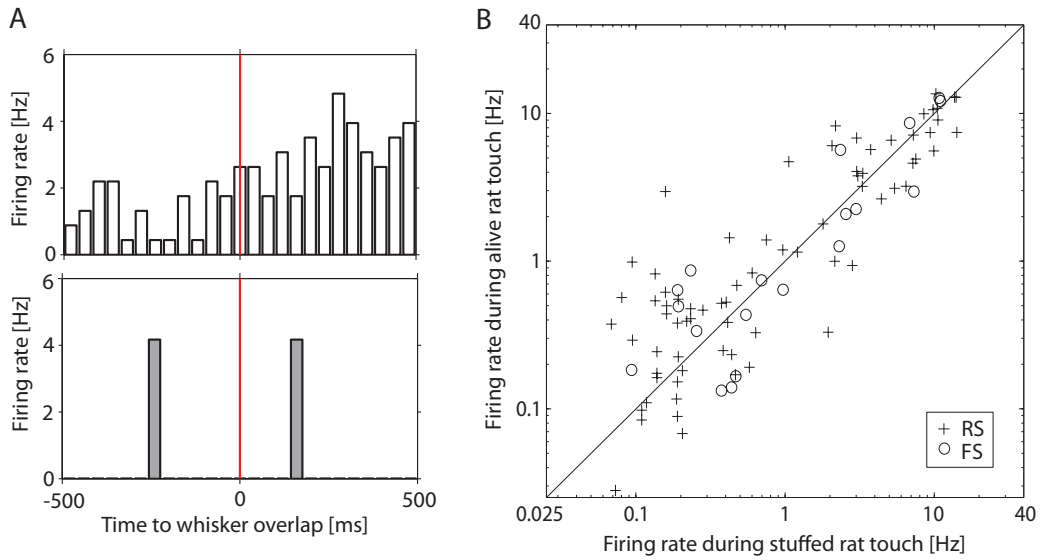 A
Firing rate [Hz]
6
4
2
0
Firing rate [Hz]
6
4
2
0
-500
0
500
Time to whisker overlap [ms]
B
Firing rate during alive rat touch [Hz]
40
10
1
0.1
RS
FS
0.025
0.1
1
10
40
Firing rate during stuffed rat touch [Hz]